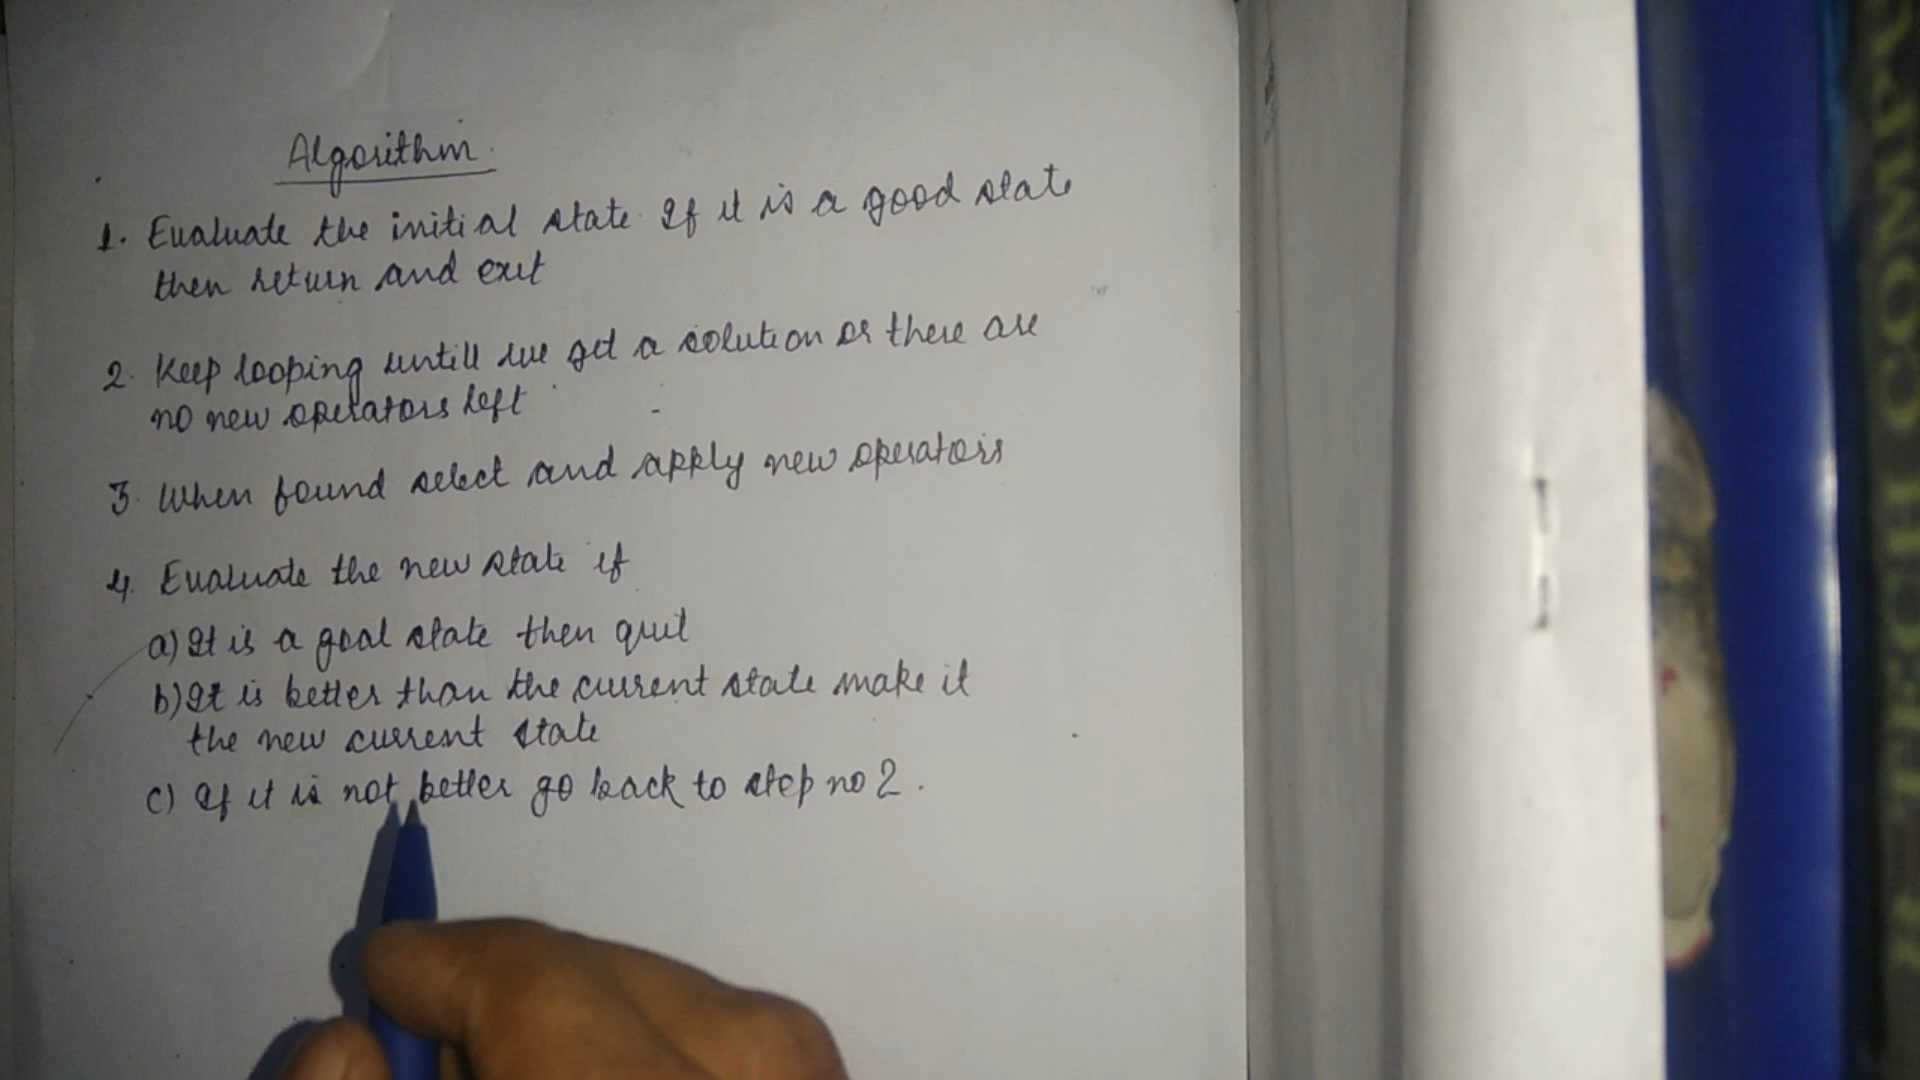 Algorithm.
1. Evaluate the initial state If it is a good state
then return and exit
2. Keep looping untill we get a solution or there are
no new operators left
3. When found select and apply new operators
4. Evaluate the new state if
a) It is a goal state then quit
b) It is better than the current state make it
the new current state
c) If it is not better go back to step no 2.